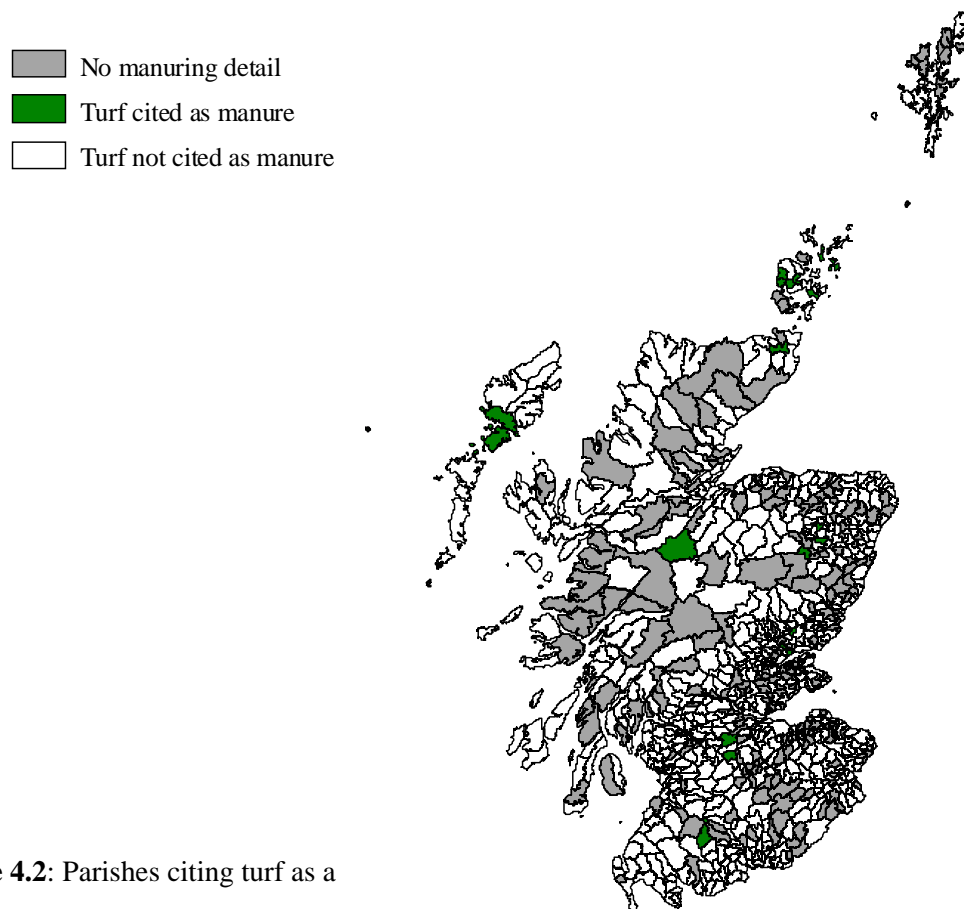 No manuring detail
Turf cited as manure
Turf not cited as manure
4.2: Parishes citing turf as a